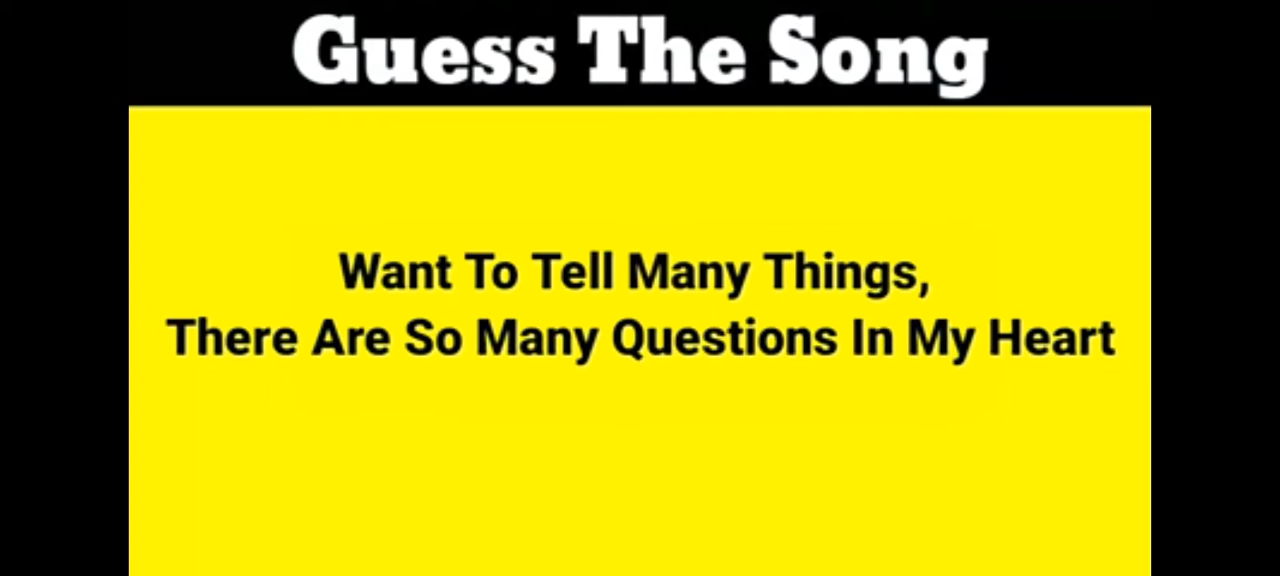 Guess The Song
Want To Tell Many Things,
There Are So Many Questions In My Heart